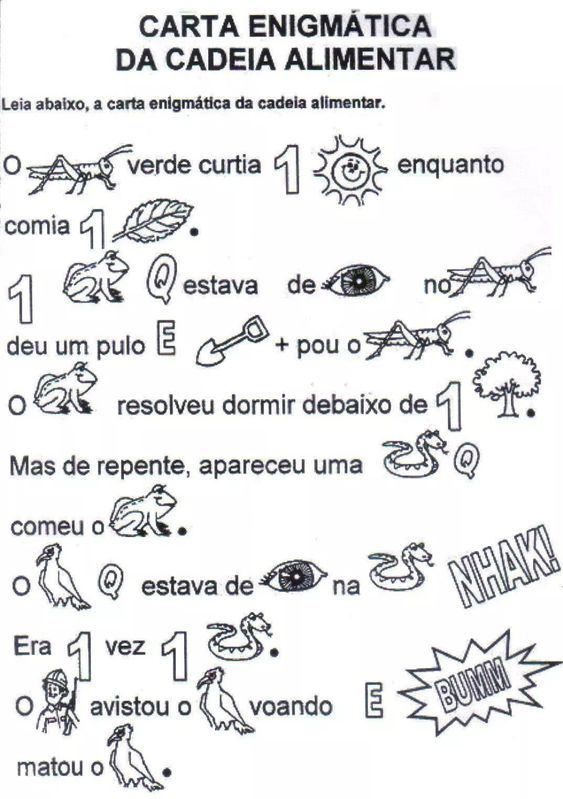 CARTA ENIGMÁTICA
DA CADEIA ALIMENTAR
Leia abaixo, a carta enigmática da cadeia alimentar.
O verde curtia 1 enquanto
comia 1 .
1 Q estava de no
deu um pulo E + pou o .
O resolveu dormir debaixo de 1 .
Mas de repente, apareceu uma Q
comeu o .
O Q estava de na NHAK!
Era 1 vez 1 .
O avistou o voando E BUMM
matou o .